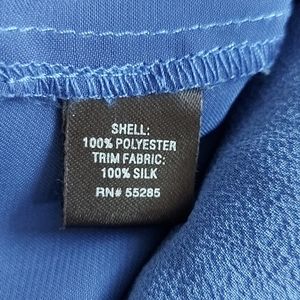 SHELL:
100% POLYESTER
TRIM FABRIC:
100% SILK
RN# 55285